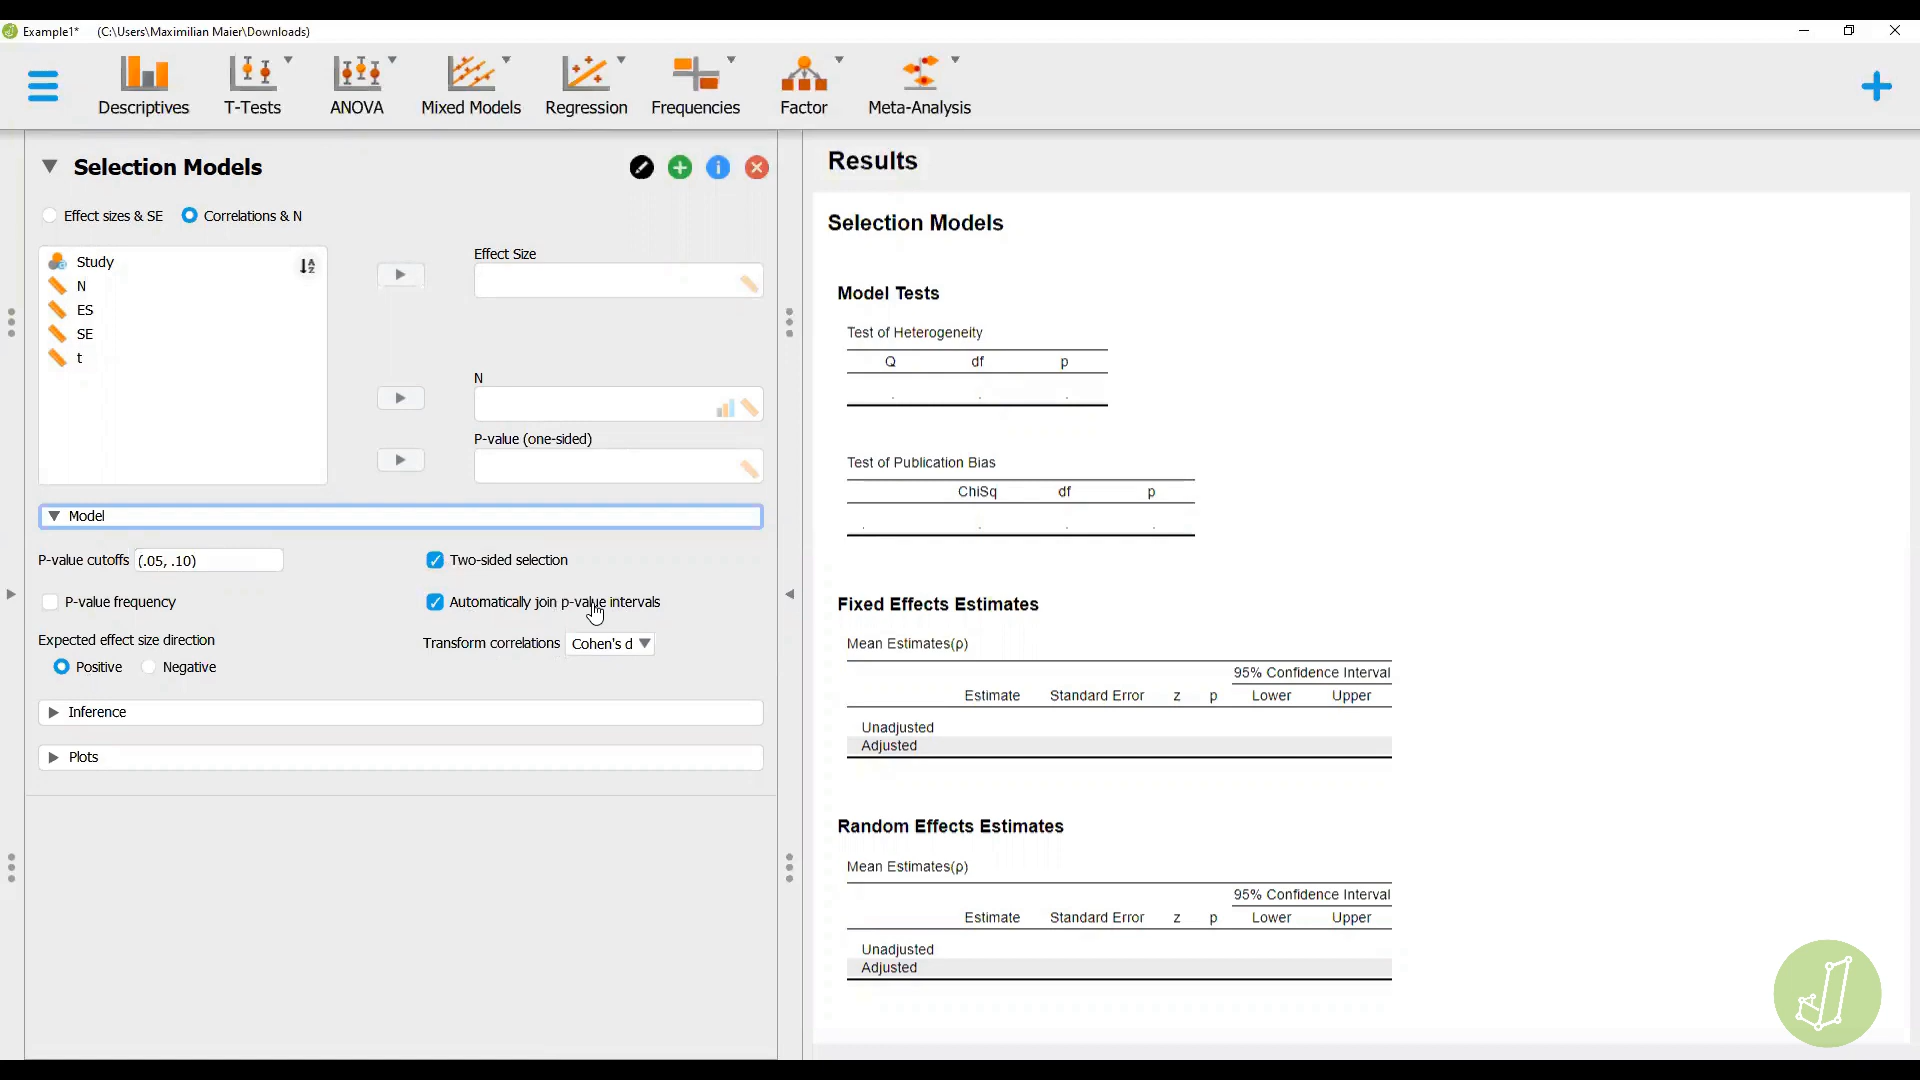 Example1* (C:\Users\Maximilian Maier\Downloads)
Descriptives T-Tests ANOVA Mixed Models Regression Frequencies Factor Meta-Analysis
Selection Models
Effect sizes & SE Correlations & N
Study
N
ES
SE
t
Effect Size
N
P-value (one-sided)
Model
P-value cutoffs (.05, .10)
Two-sided selection
P-value frequency
Automatically join p-value intervals
Expected effect size direction
Transform correlations Cohen's d
Positive Negative
Inference
Plots
Results
Selection Models
Model Tests
Test of Heterogeneity
Q df p
. . .
Test of Publication Bias
ChiSq df p
. . . .
Fixed Effects Estimates
Mean Estimates(ρ)
95% Confidence Interval
Estimate Standard Error z p Lower Upper
Unadjusted
Adjusted
Random Effects Estimates
Mean Estimates(ρ)
95% Confidence Interval
Estimate Standard Error z p Lower Upper
Unadjusted
Adjusted